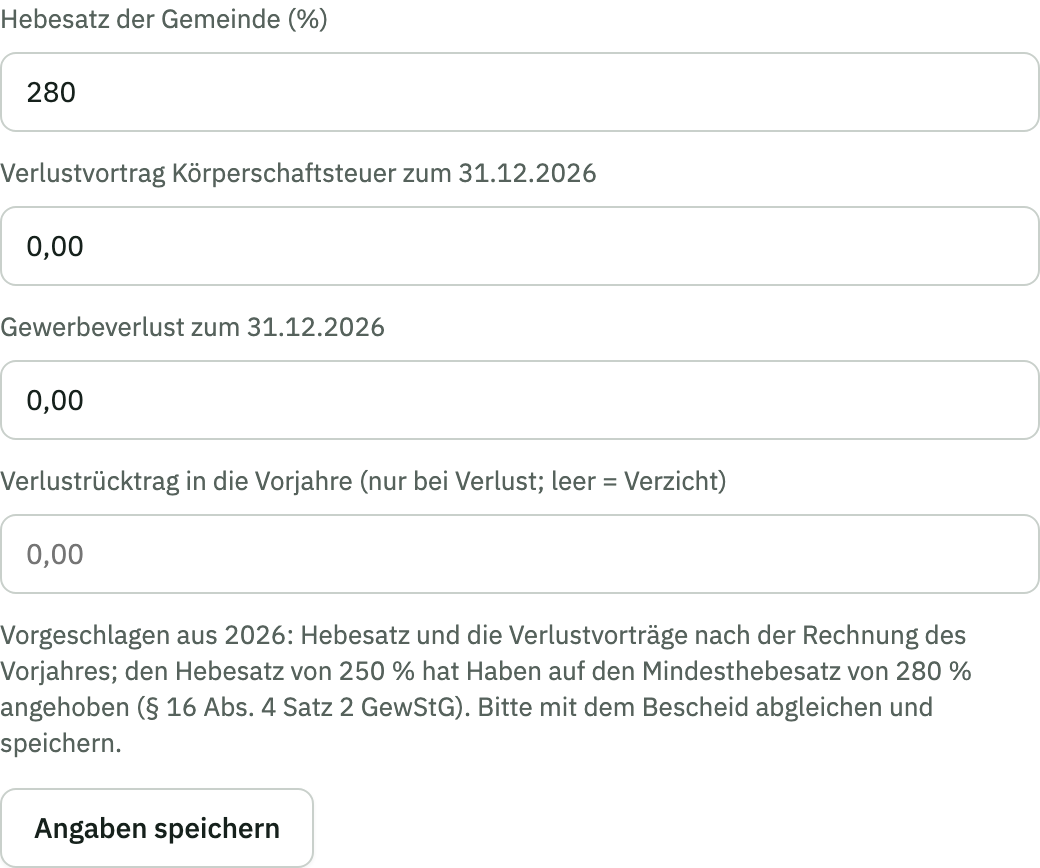 Hebesatz der Gemeinde (%)
280
Verlustvortrag Körperschaftsteuer zum 31.12.2026
0,00
Gewerbeverlust zum 31.12.2026
0,00
Verlustrücktrag in die Vorjahre (nur bei Verlust; leer = Verzicht)
0,00
Vorgeschlagen aus 2026: Hebesatz und die Verlustvorträge nach der Rechnung des
Vorjahres; den Hebesatz von 250 % hat Haben auf den Mindesthebesatz von 280 %
angehoben (§ 16 Abs. 4 Satz 2 GewStG). Bitte mit dem Bescheid abgleichen und
speichern.
Angaben speichern